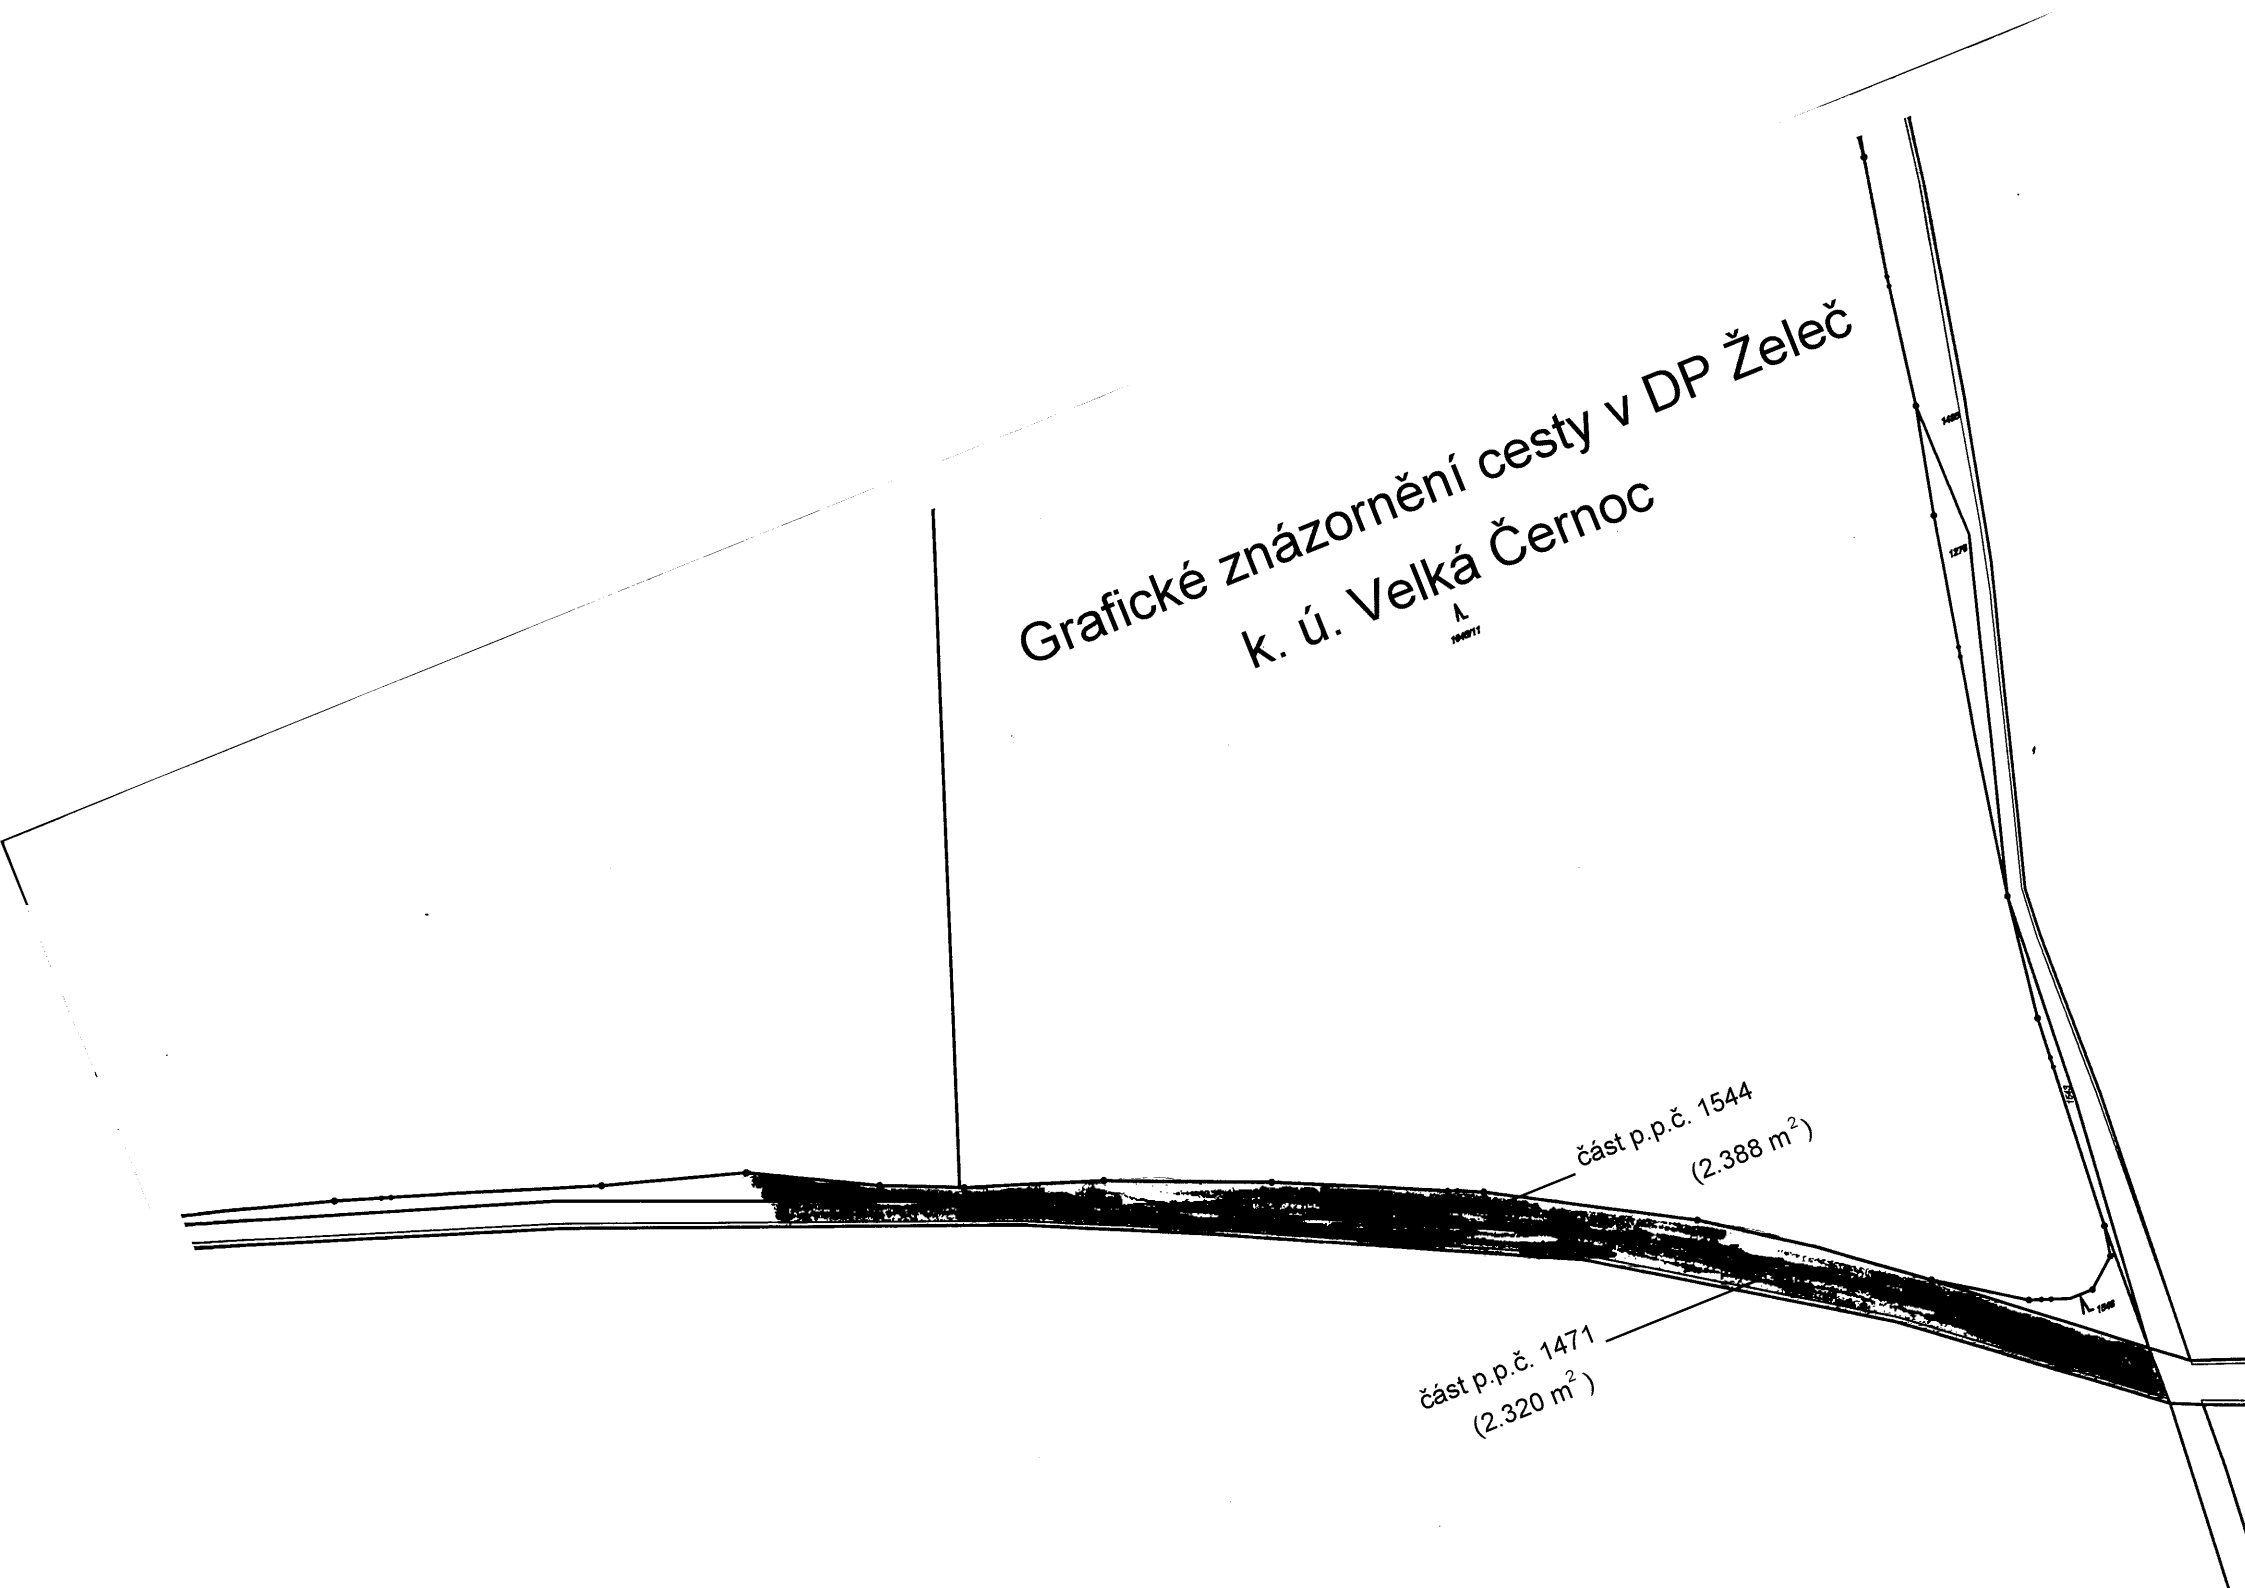 Grafické znázornění cesty v DP Želeč
k. ú. Velká Černoc
část p.p.č. 1544
(2.388 m²)
část p.p.č. 1471
(2.320 m²)